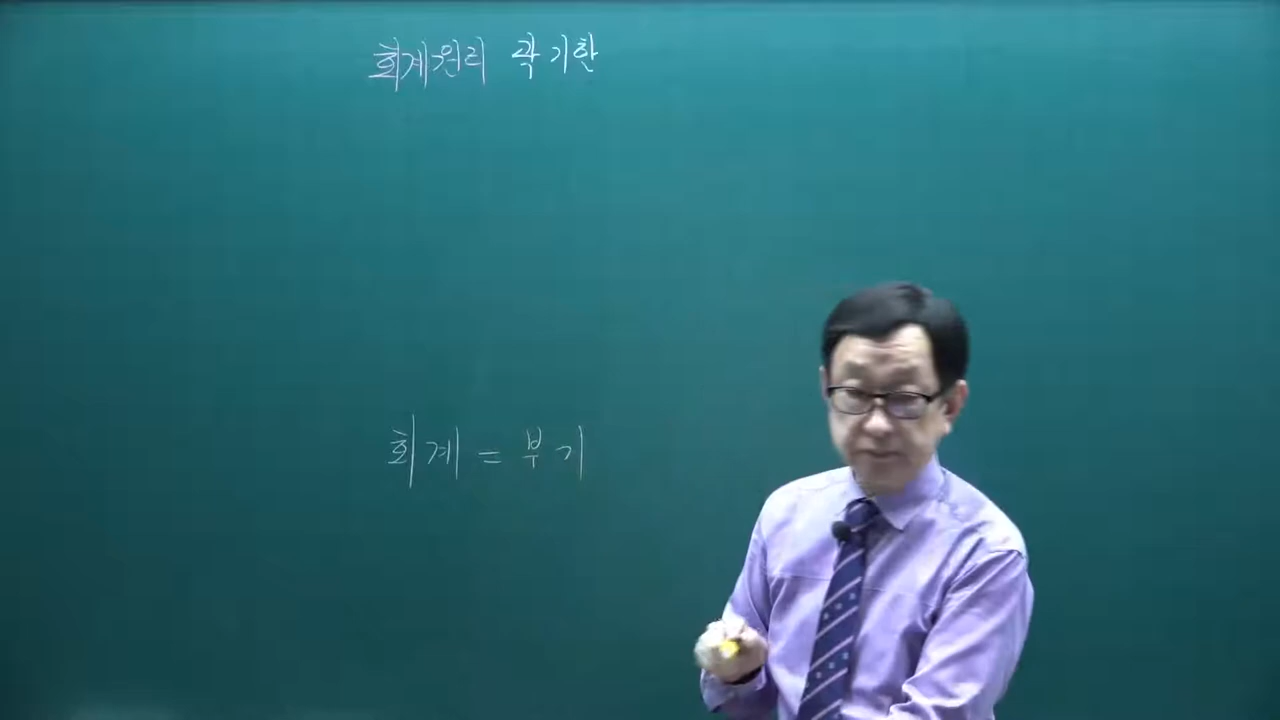 회계원리 곽기한
회계 = 부기